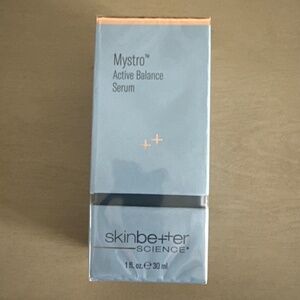 Mystro™
Active Balance
Serum
++
skinbetter
SCIENCE®
1 fl. oz. ℮ 30 ml